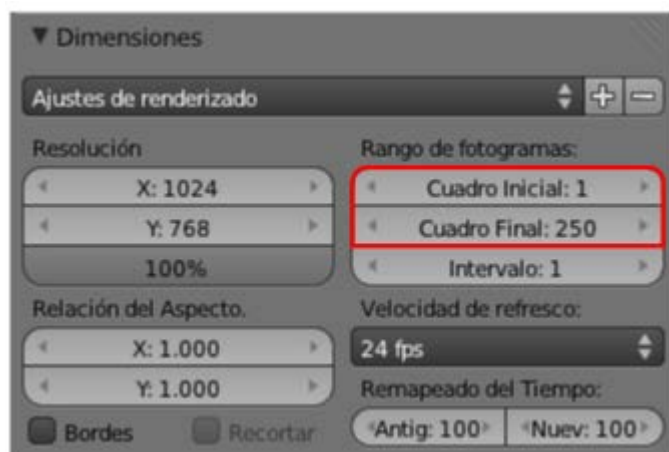 Dimensiones
Ajustes de renderizado
Resolución
X: 1024
Y: 768
100%
Relación del Aspecto.
X: 1.000
Y: 1.000
Bordes
Recortar
Rango de fotogramas:
Cuadro Inicial: 1
Cuadro Final: 250
Intervalo: 1
Velocidad de refresco:
24 fps
Remapeado del Tiempo:
Antig: 100
Nuev: 100